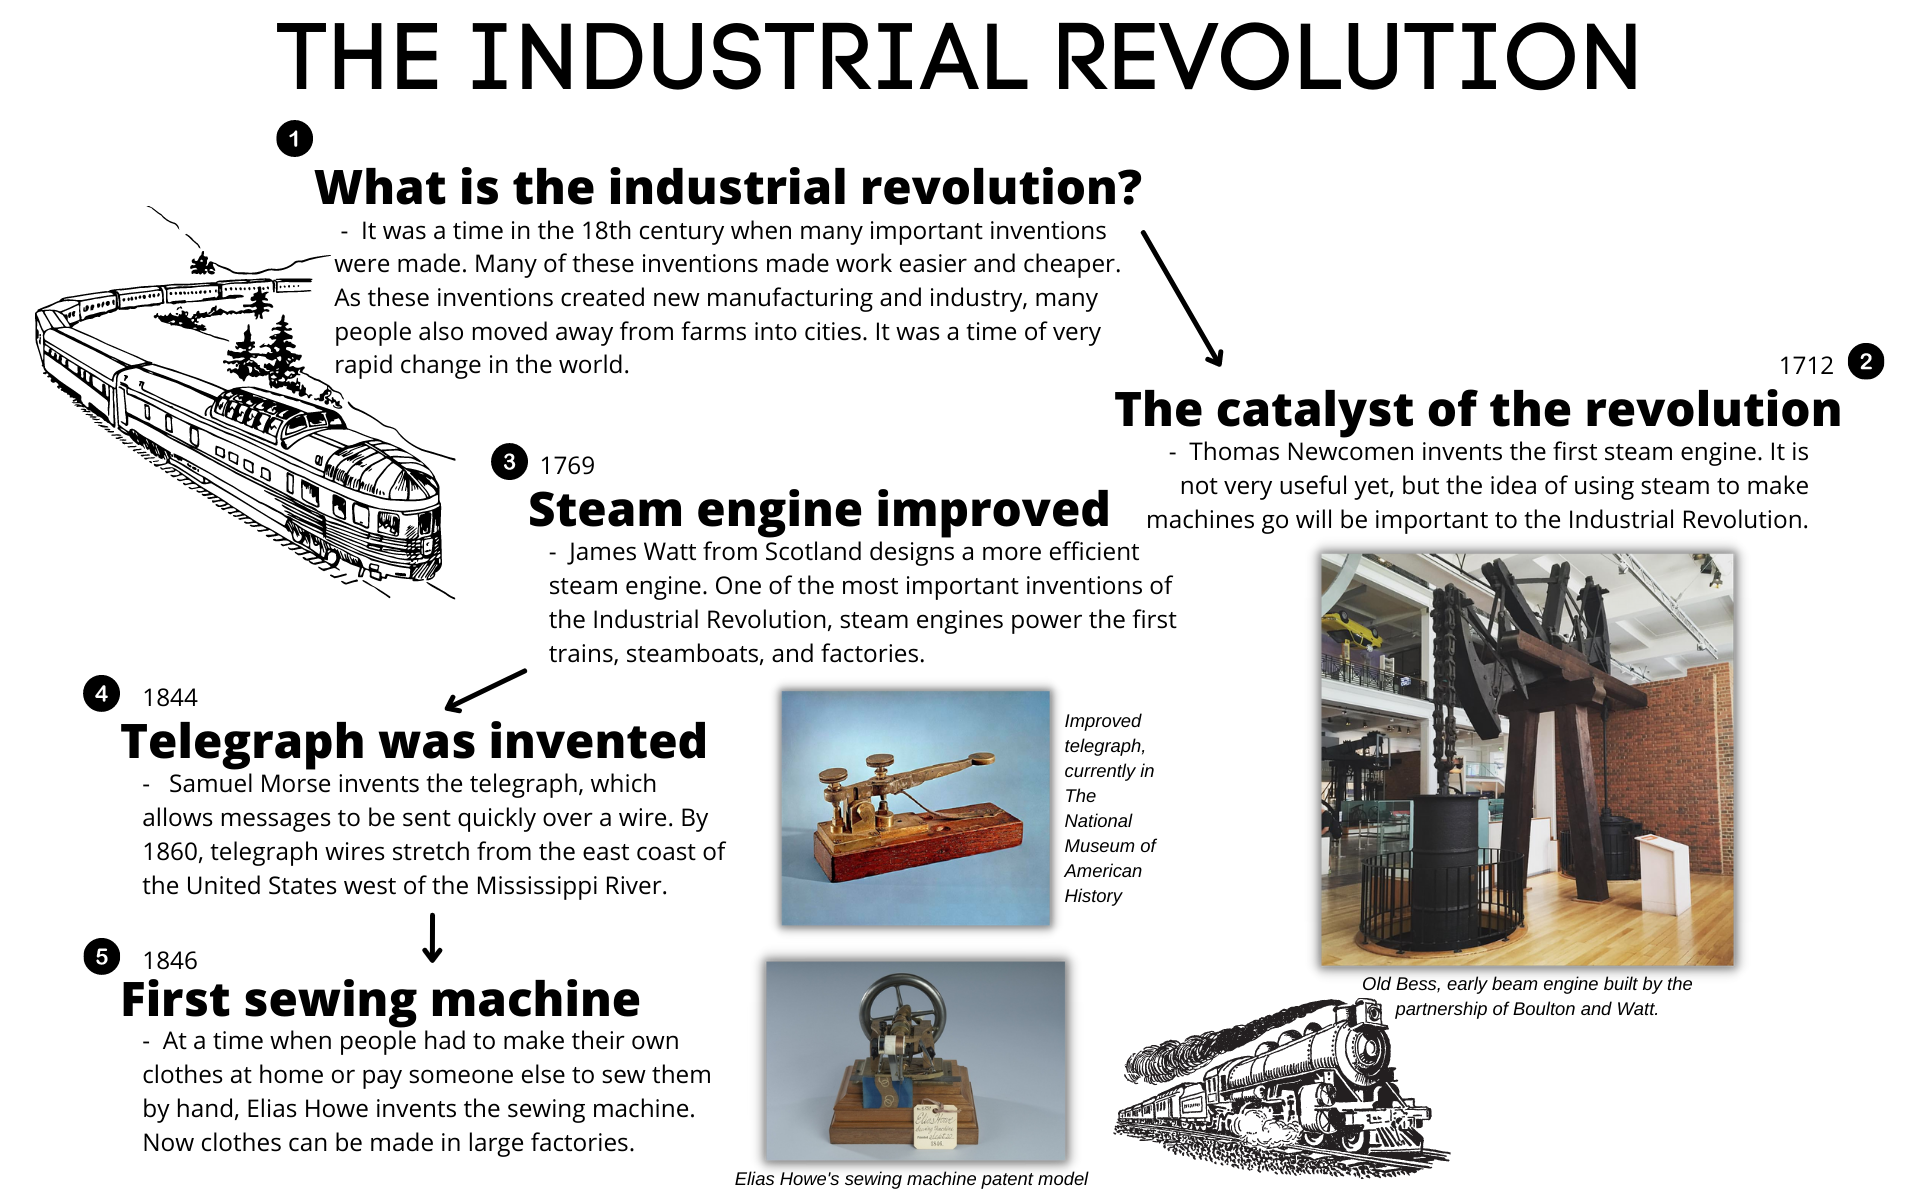 THE INDUSTRIAL REVOLUTION
1
What is the industrial revolution?
- It was a time in the 18th century when many important inventions
were made. Many of these inventions made work easier and cheaper.
As these inventions created new manufacturing and industry, many
people also moved away from farms into cities. It was a time of very
rapid change in the world.
1712 2
The catalyst of the revolution
- Thomas Newcomen invents the first steam engine. It is
not very useful yet, but the idea of using steam to make
machines go will be important to the Industrial Revolution.
Old Bess, early beam engine built by the
partnership of Boulton and Watt.
3 1769
Steam engine improved
- James Watt from Scotland designs a more efficient
steam engine. One of the most important inventions of
the Industrial Revolution, steam engines power the first
trains, steamboats, and factories.
4 1844
Telegraph was invented
- Samuel Morse invents the telegraph, which
allows messages to be sent quickly over a wire. By
1860, telegraph wires stretch from the east coast of
the United States west of the Mississippi River.
Improved
telegraph,
currently in
The
National
Museum of
American
History
5 1846
First sewing machine
- At a time when people had to make their own
clothes at home or pay someone else to sew them
by hand, Elias Howe invents the sewing machine.
Now clothes can be made in large factories.
Elias Howe's sewing machine patent model